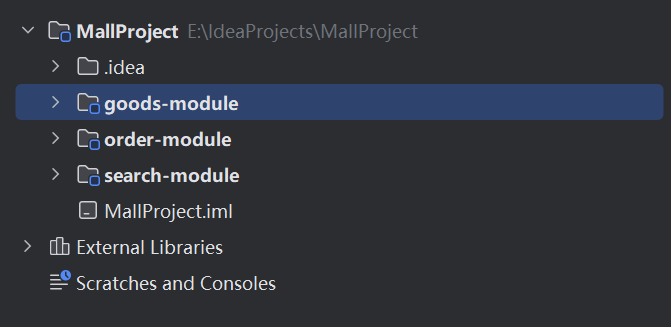 MallProject E:\IdeaProjects\MallProject
.idea
goods-module
order-module
search-module
MallProject.iml
External Libraries
Scratches and Consoles